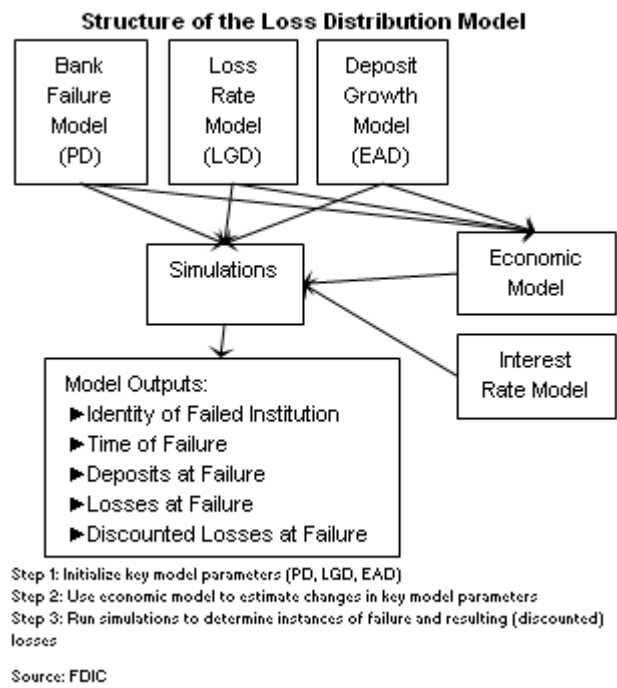 Structure of the Loss Distribution Model
Bank
Failure
Model
(PD)
Loss
Rate
Model
(LGD)
Deposit
Growth
Model
(EAD)
Simulations
Economic
Model
Interest
Rate Model
Model Outputs:
►Identity of Failed Institution
►Time of Failure
►Deposits at Failure
►Losses at Failure
►Discounted Losses at Failure
Step 1: Initialize key model parameters (PD, LGD, EAD)
Step 2: Use economic model to estimate changes in key model parameters
Step 3: Run simulations to determine instances of failure and resulting (discounted)
losses
Source: FDIC